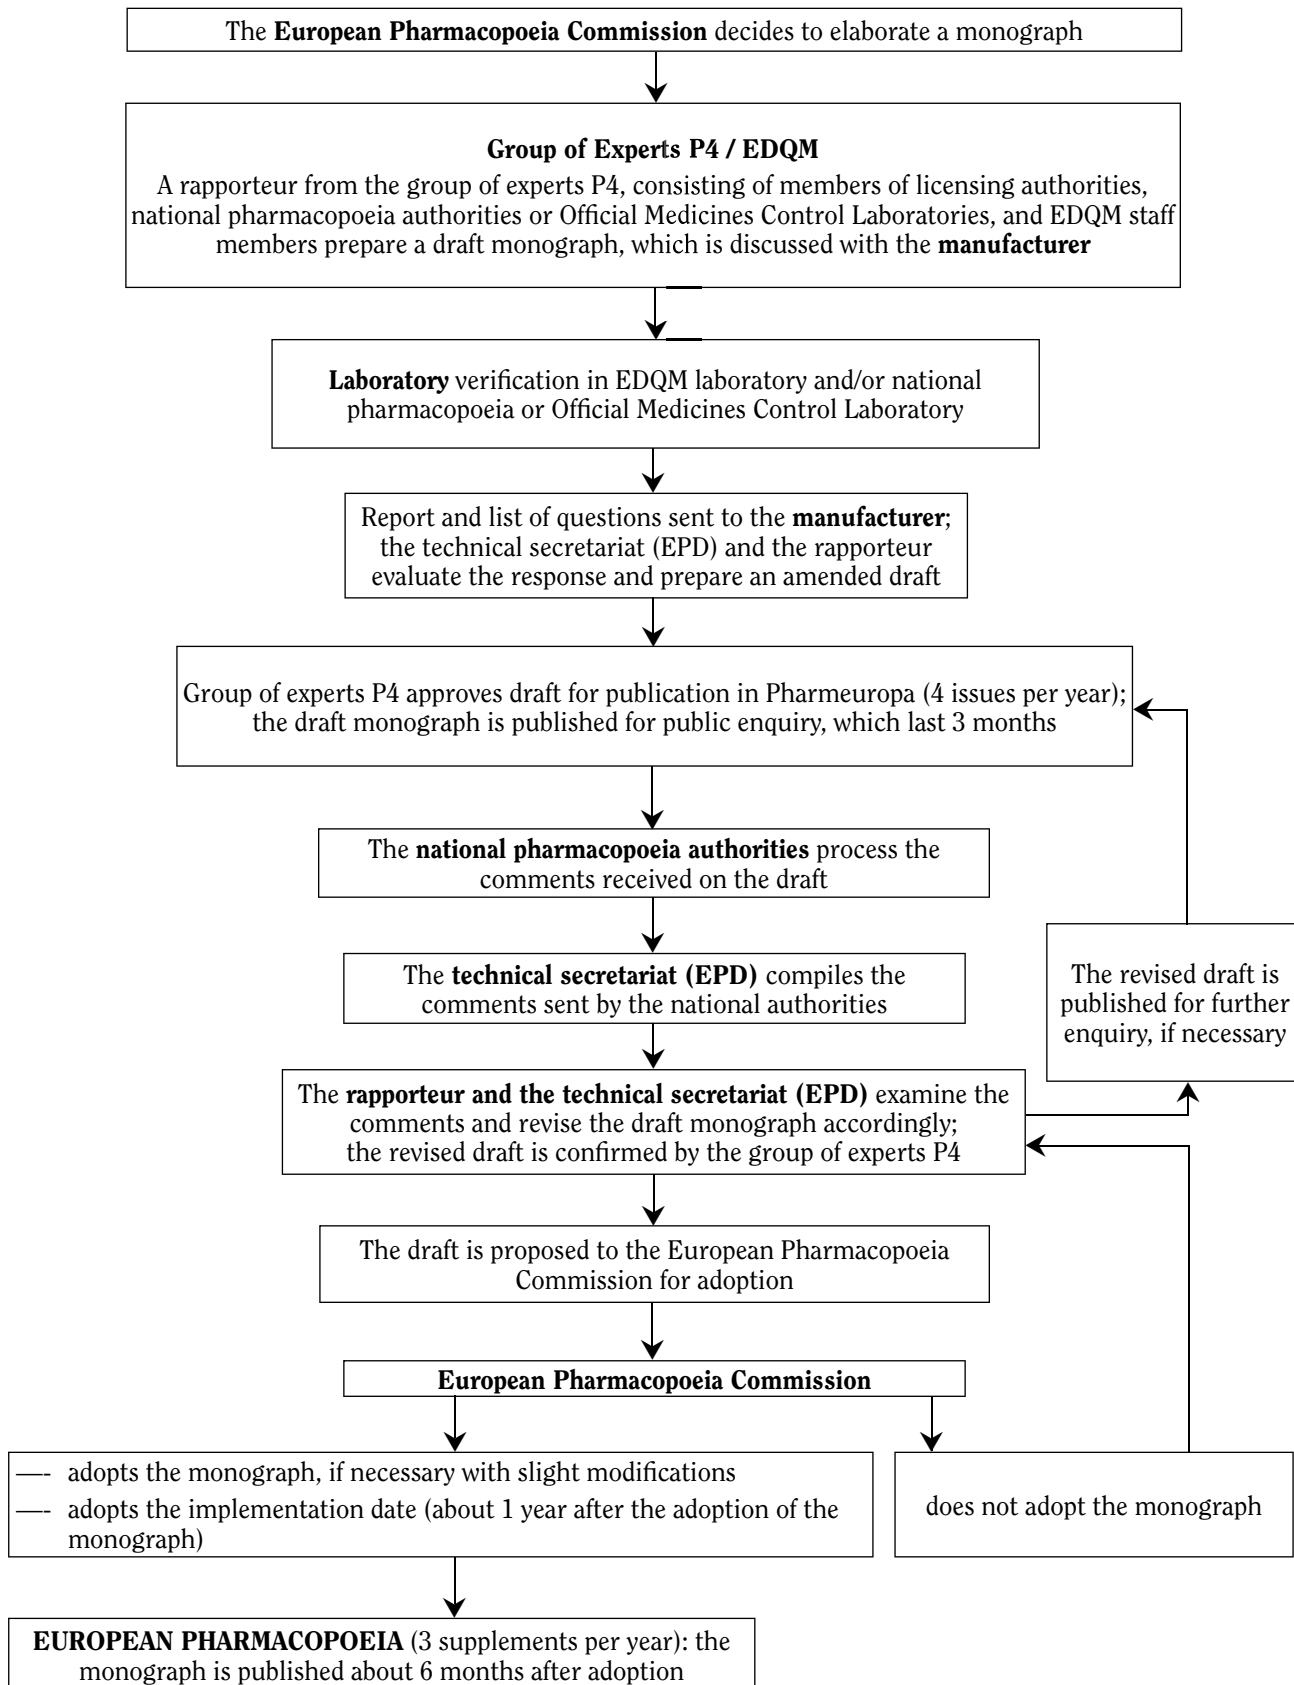 The European Pharmacopoeia Commission decides to elaborate a monograph
Group of Experts P4 / EDQM
A rapporteur from the group of experts P4, consisting of members of licensing authorities,
national pharmacopoeia authorities or Official Medicines Control Laboratories, and EDQM staff
members prepare a draft monograph, which is discussed with the manufacturer
Laboratory verification in EDQM laboratory and/or national
pharmacopoeia or Official Medicines Control Laboratory
Report and list of questions sent to the manufacturer;
the technical secretariat (EPD) and the rapporteur
evaluate the response and prepare an amended draft
Group of experts P4 approves draft for publication in Pharmeuropa (4 issues per year);
the draft monograph is published for public enquiry, which last 3 months
The national pharmacopoeia authorities process the
comments received on the draft
The technical secretariat (EPD) compiles the
comments sent by the national authorities
The revised draft is
published for further
enquiry, if necessary
The rapporteur and the technical secretariat (EPD) examine the
comments and revise the draft monograph accordingly;
the revised draft is confirmed by the group of experts P4
The draft is proposed to the European Pharmacopoeia
Commission for adoption
European Pharmacopoeia Commission
—- adopts the monograph, if necessary with slight modifications
—- adopts the implementation date (about 1 year after the adoption of the
monograph)
does not adopt the monograph
EUROPEAN PHARMACOPOEIA (3 supplements per year): the
monograph is published about 6 months after adoption